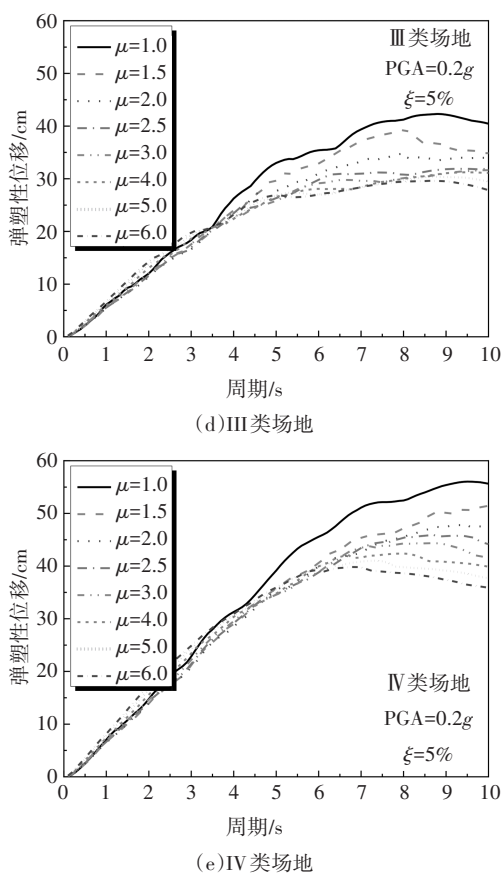 60
50
40
30
20
10
0
弹塑性位移/cm
μ=1.0
μ=1.5
μ=2.0
μ=2.5
μ=3.0
μ=4.0
μ=5.0
μ=6.0
Ⅲ类场地
PGA=0.2g
ξ=5%
0 1 2 3 4 5 6 7 8 9 10
周期/s
(d)III类场地
60
50
40
30
20
10
0
弹塑性位移/cm
μ=1.0
μ=1.5
μ=2.0
μ=2.5
μ=3.0
μ=4.0
μ=5.0
μ=6.0
Ⅳ类场地
PGA=0.2g
ξ=5%
0 1 2 3 4 5 6 7 8 9 10
周期/s
(e)IV类场地